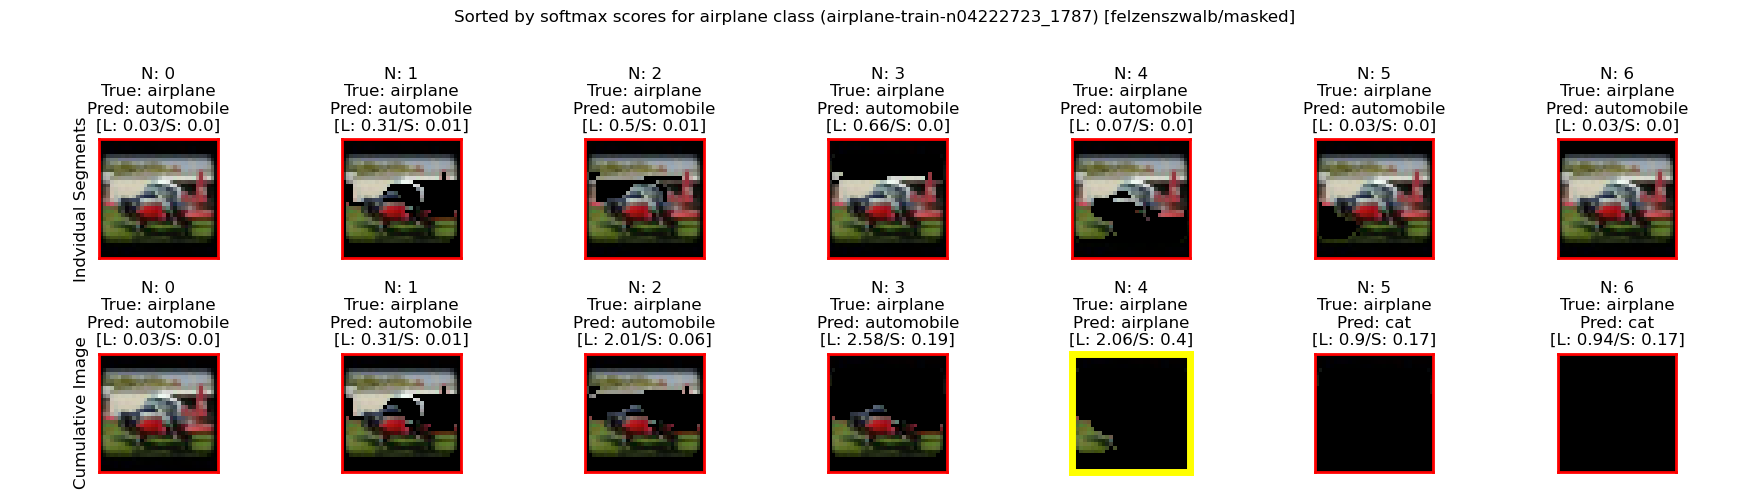 Sorted by softmax scores for airplane class (airplane-train-n04222723_1787) [felzenszwalb/masked]
Indvidual Segments
N: 0
True: airplane
Pred: automobile
[L: 0.03/S: 0.0]
N: 1
True: airplane
Pred: automobile
[L: 0.31/S: 0.01]
N: 2
True: airplane
Pred: automobile
[L: 0.5/S: 0.01]
N: 3
True: airplane
Pred: automobile
[L: 0.66/S: 0.0]
N: 4
True: airplane
Pred: automobile
[L: 0.07/S: 0.0]
N: 5
True: airplane
Pred: automobile
[L: 0.03/S: 0.0]
N: 6
True: airplane
Pred: automobile
[L: 0.03/S: 0.0]
Cumulative Image
N: 0
True: airplane
Pred: automobile
[L: 0.03/S: 0.0]
N: 1
True: airplane
Pred: automobile
[L: 0.31/S: 0.01]
N: 2
True: airplane
Pred: automobile
[L: 2.01/S: 0.06]
N: 3
True: airplane
Pred: automobile
[L: 2.58/S: 0.19]
N: 4
True: airplane
Pred: airplane
[L: 2.06/S: 0.4]
N: 5
True: airplane
Pred: cat
[L: 0.9/S: 0.17]
N: 6
True: airplane
Pred: cat
[L: 0.94/S: 0.17]